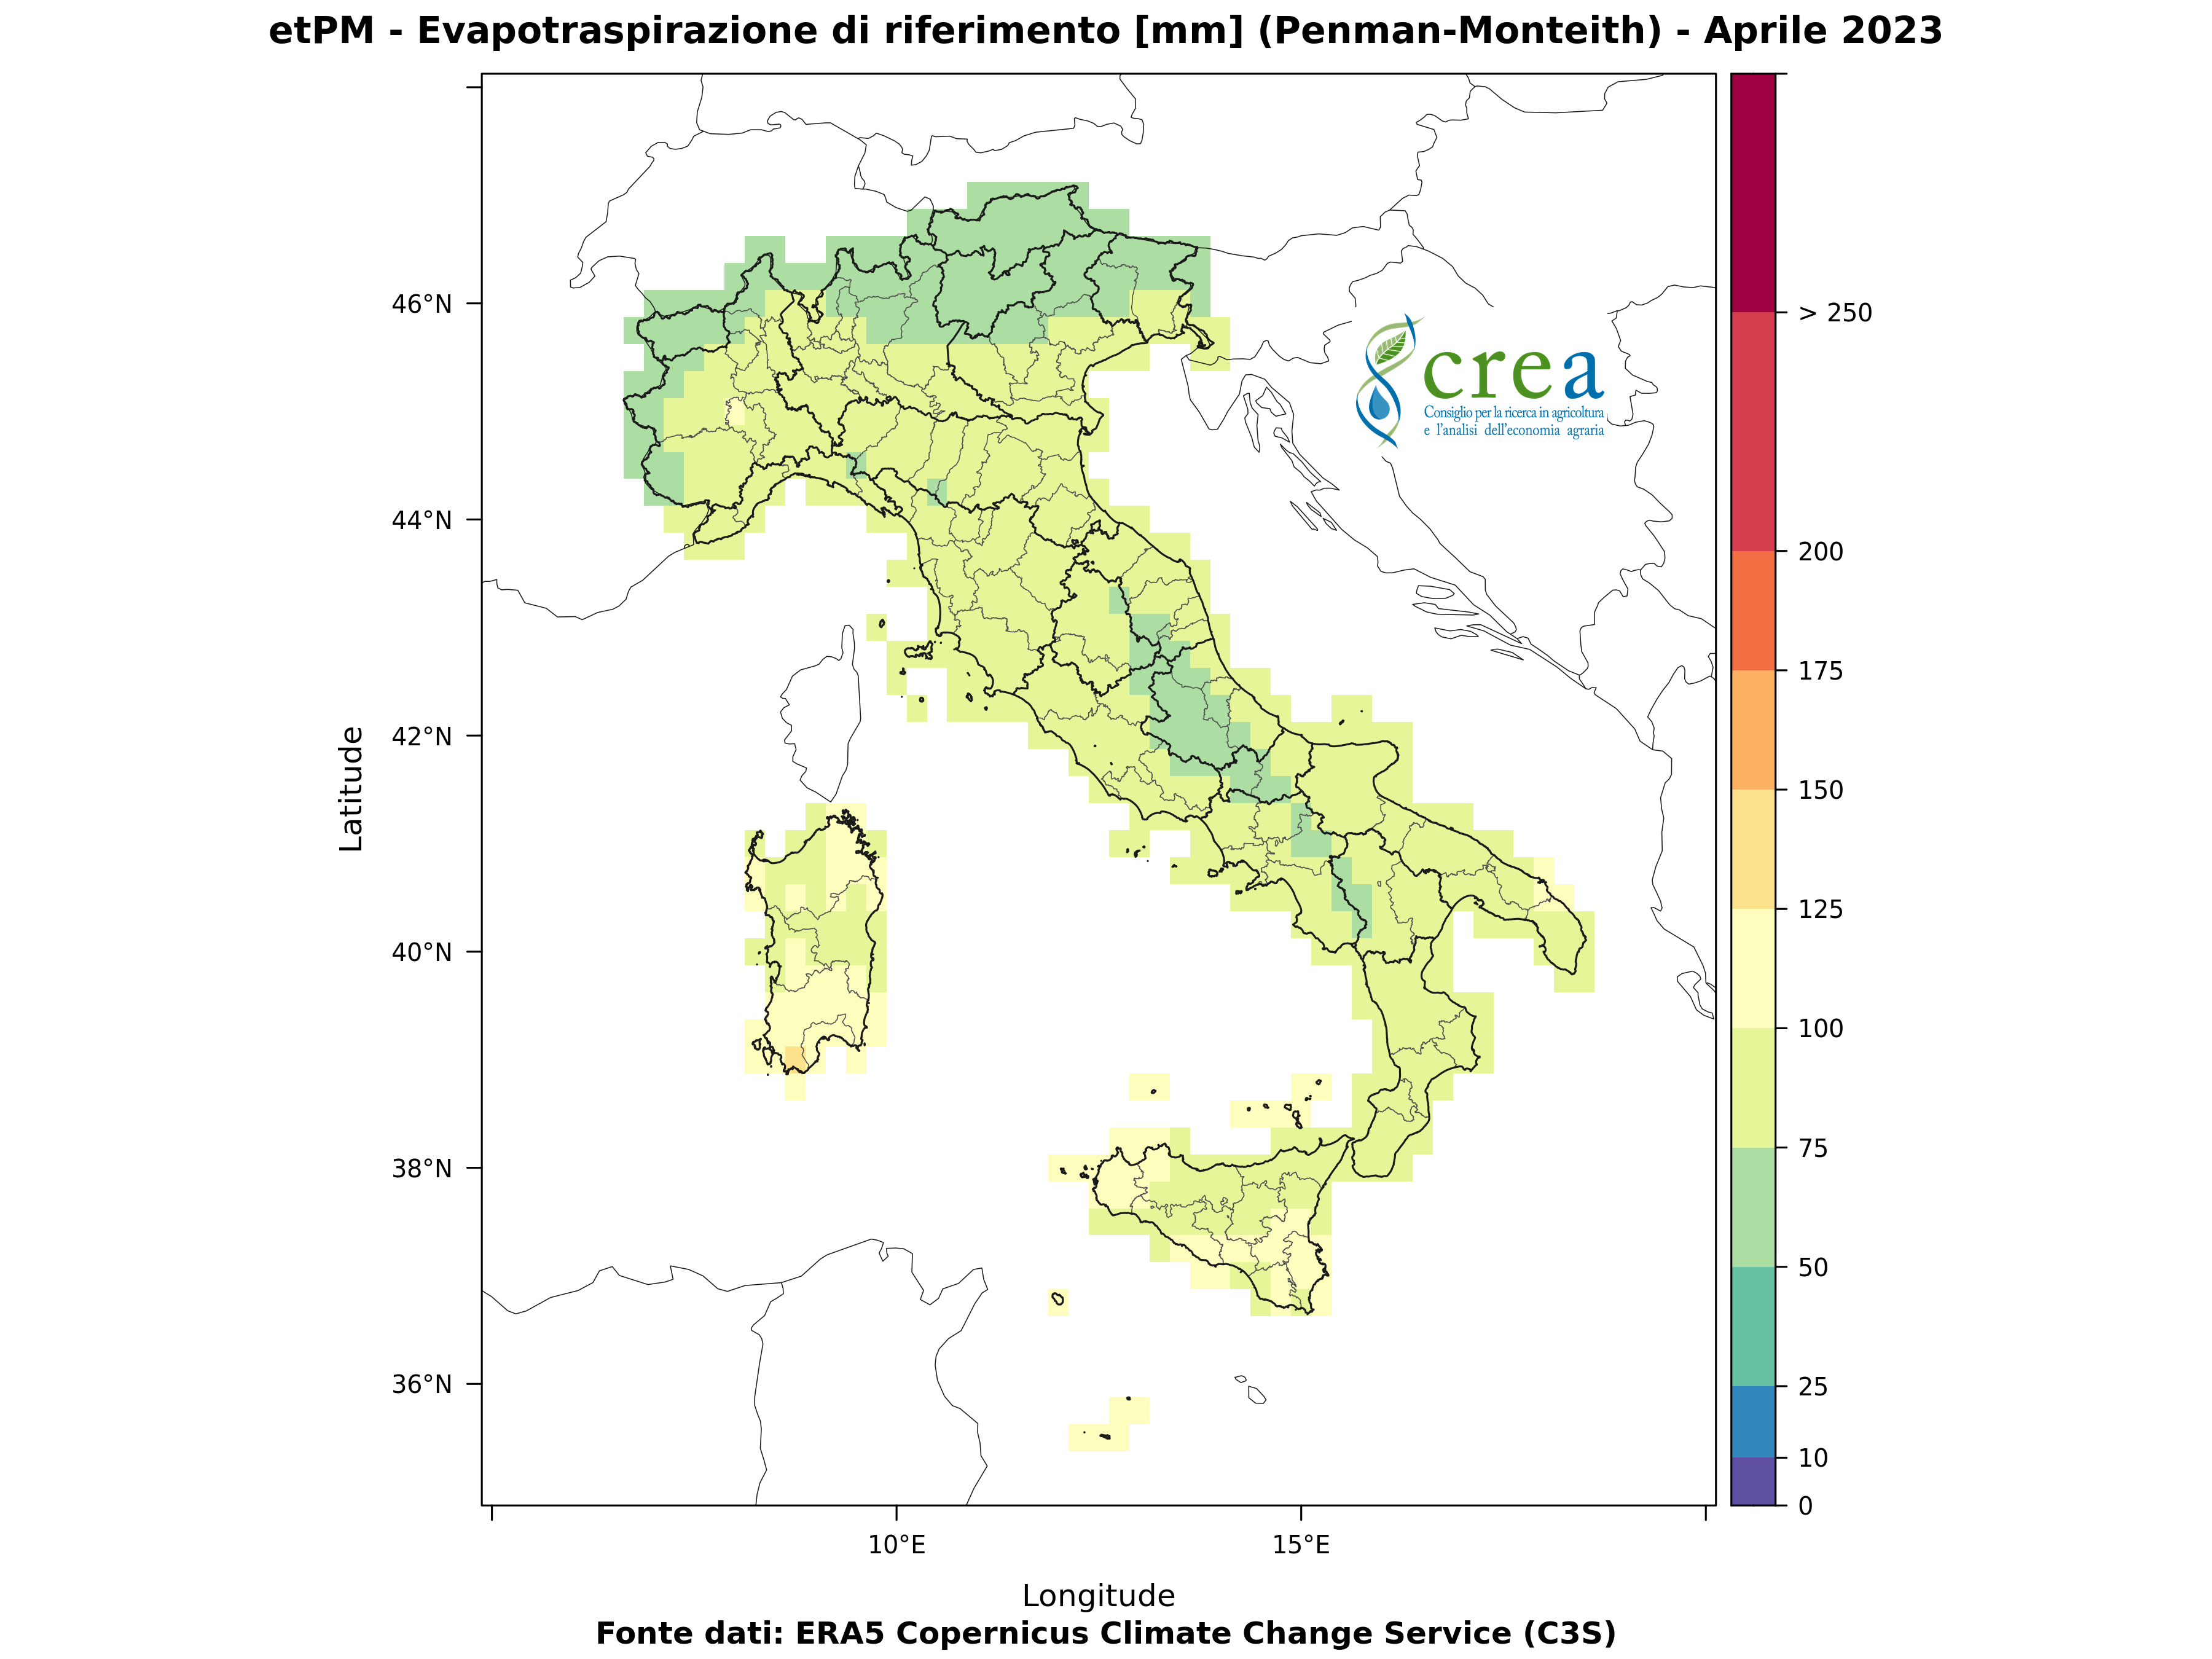 etPM - Evapotraspirazione di riferimento [mm] (Penman-Monteith) - Aprile 2023
> 250
46°N
crea
Consiglio per la ricerca in agricoltura
e l'analisi dell'economia agraria
44°N
200
175
42°N
150
Latitude
125
40°N
100
75
38°N
50
36°N
25
10
0
10°E
15°E
Longitude
Fonte dati: ERA5 Copernicus Climate Change Service (C3S)